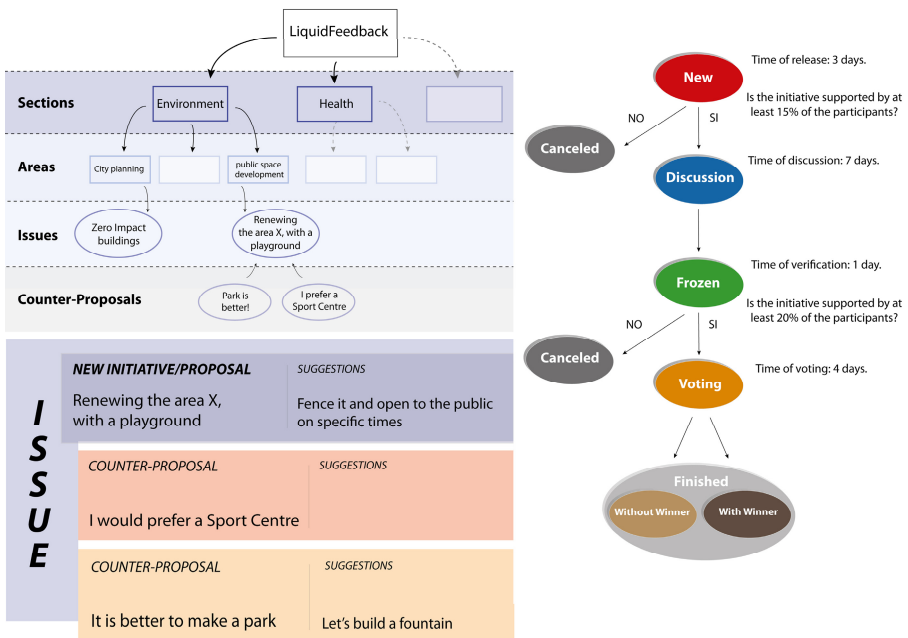 LiquidFeedback
Sections
Environment
Health
Areas
City planning
public space
development
Issues
Zero Impact
buildings
Renewing
the area X, with a
playground
Counter-Proposals
Park is
better!
I prefer a
Sport Centre
ISSUE
NEW INITIATIVE/PROPOSAL
SUGGESTIONS
Renewing the area X,
with a playground
Fence it and open to the public
on specific times
COUNTER-PROPOSAL
SUGGESTIONS
I would prefer a Sport Centre
COUNTER-PROPOSAL
SUGGESTIONS
It is better to make a park
Let's build a fountain
New
Time of release: 3 days.
Is the initiative supported by at
least 15% of the participants?
NO
SI
Canceled
Discussion
Time of discussion: 7 days.
Frozen
Time of verification: 1 day.
Is the initiative supported by at
least 20% of the participants?
NO
SI
Canceled
Voting
Time of voting: 4 days.
Finished
Without Winner
With Winner